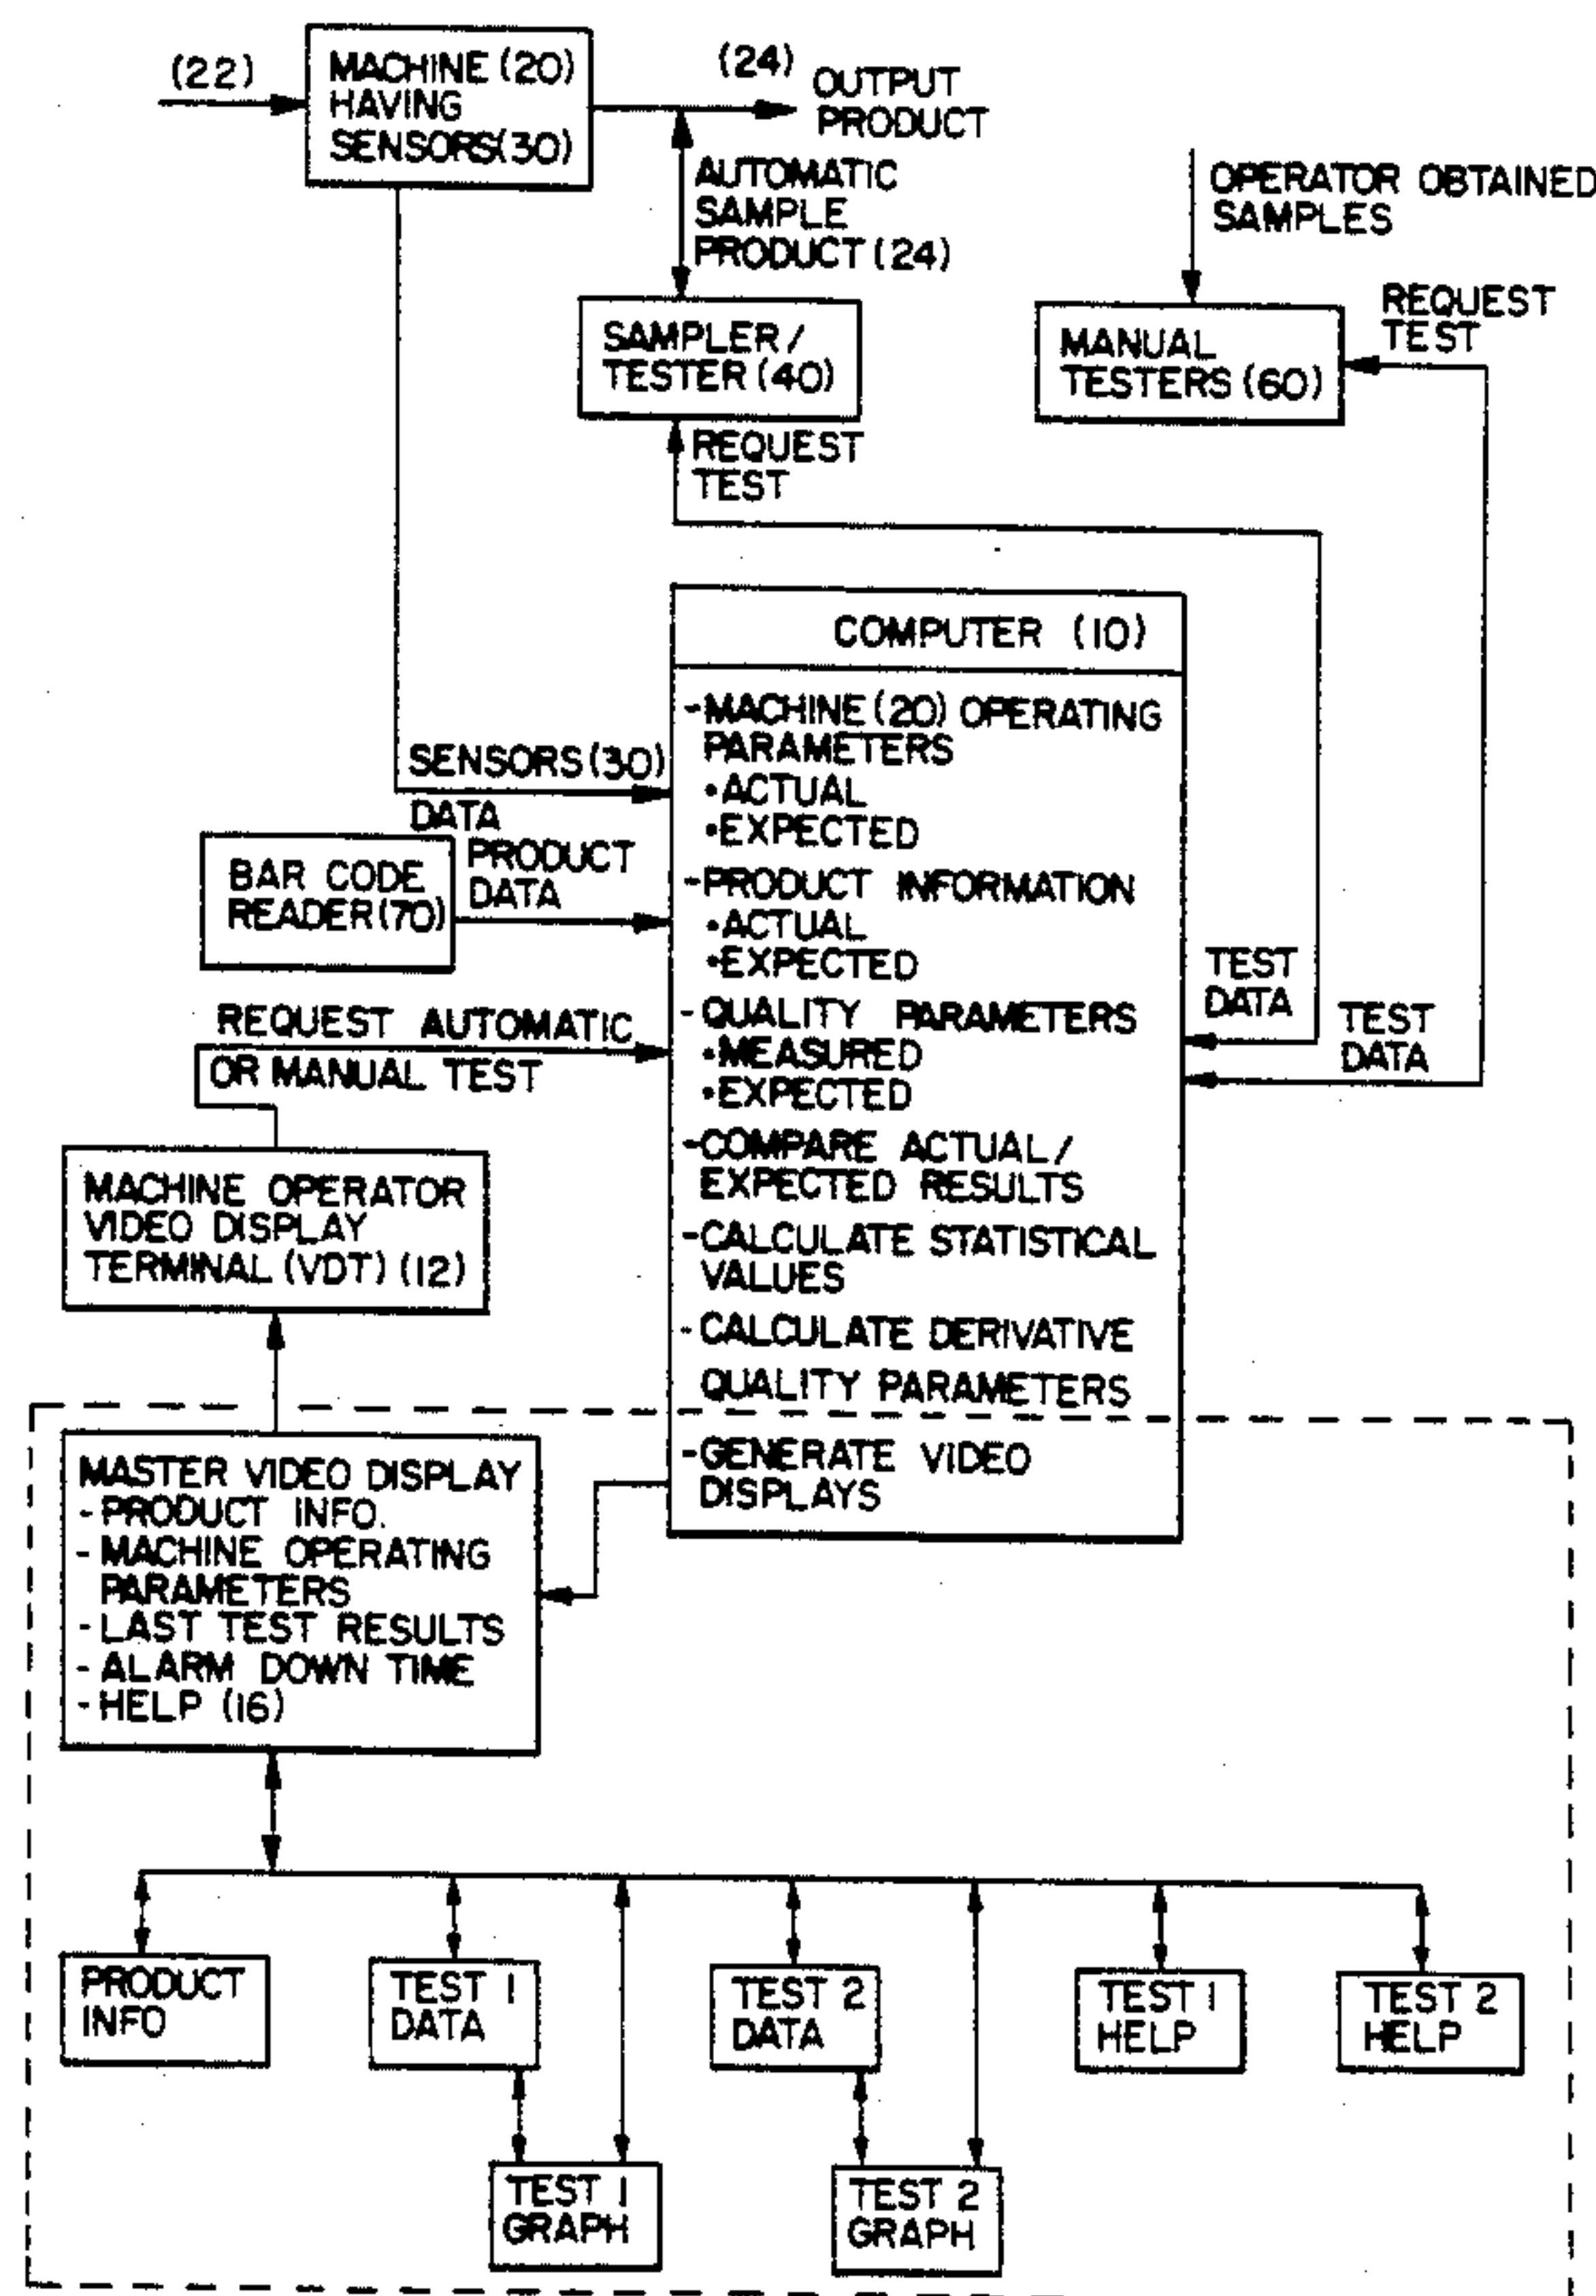 (22)
MACHINE (20)
HAVING
SENSORS(30)
(24)
OUTPUT
PRODUCT
AUTOMATIC
SAMPLE
PRODUCT (24)
OPERATOR OBTAINED
SAMPLES
SAMPLER/
TESTER (40)
MANUAL
TESTERS (60)
REQUEST
TEST
REQUEST
TEST
COMPUTER (10)
-MACHINE (20) OPERATING
PARAMETERS
•ACTUAL
•EXPECTED
-PRODUCT INFORMATION
•ACTUAL
•EXPECTED
-QUALITY PARAMETERS
•MEASURED
•EXPECTED
-COMPARE ACTUAL/
EXPECTED RESULTS
-CALCULATE STATISTICAL
VALUES
-CALCULATE DERIVATIVE
QUALITY PARAMETERS
-GENERATE VIDEO
DISPLAYS
SENSORS (30)
DATA
BAR CODE
READER(70)
PRODUCT
DATA
REQUEST AUTOMATIC
OR MANUAL TEST
TEST
DATA
TEST
DATA
MACHINE OPERATOR
VIDEO DISPLAY
TERMINAL (VDT) (12)
MASTER VIDEO DISPLAY
-PRODUCT INFO.
-MACHINE OPERATING
PARAMETERS
-LAST TEST RESULTS
-ALARM DOWN TIME
-HELP (16)
PRODUCT
INFO
TEST 1
DATA
TEST 2
DATA
TEST 1
HELP
TEST 2
HELP
TEST 1
GRAPH
TEST 2
GRAPH